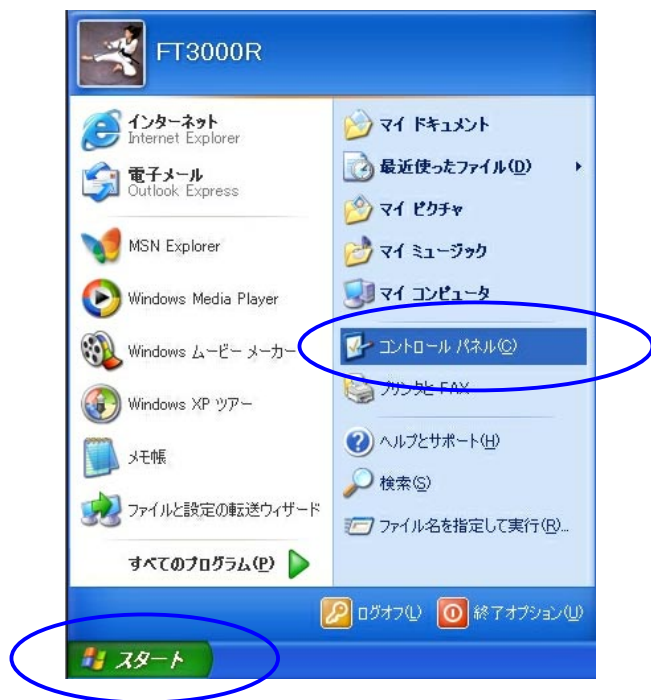 FT3000R
インターネット
Internet Explorer
電子メール
Outlook Express
MSN Explorer
Windows Media Player
Windows ムービー メーカー
Windows XP ツアー
メモ帳
ファイルと設定の転送ウィザード
すべてのプログラム(P)
マイ ドキュメント
最近使ったファイル(D)
マイ ピクチャ
マイ ミュージック
マイ コンピュータ
コントロール パネル(C)
プリンタと FAX
ヘルプとサポート(H)
検索(S)
ファイル名を指定して実行(R)...
ログオフ(L)
終了オプション(U)
スタート